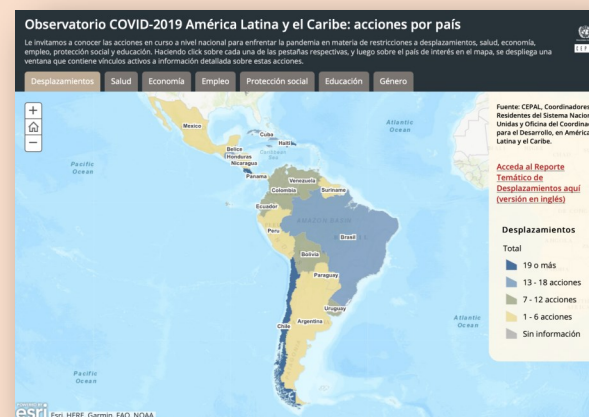 Observatorio COVID-2019 América Latina y el Caribe: acciones por país
Le invitamos a conocer las acciones en curso a nivel nacional para enfrentar la pandemia en materia de restricciones a desplazamientos, salud, economía,
empleo, protección social y educación. Haciendo click sobre cada una de las pestañas respectivas, y luego sobre el país de interés en el mapa, se despliega una
ventana que contiene vínculos activos a información detallada sobre estas acciones.
Desplazamientos
Salud
Economía
Empleo
Protección social
Educación
Género
Mexico
Cuba
Haiti
Belice
Honduras
Nicaragua
Caribbean
Sea
Panama
Venezuela
Colombia
Suriname
Ecuador
AMAZON BASIN
Peru
Brasil
Bolivia
Paraguay
Uruguay
Chile
Argentina
Pacific
Ocean
Atlantic
Ocean
Pacific
Ocean
Atlantic
Ocean
Fuente: CEPAL, Coordinadores
Residentes del Sistema Nacion
Unidas y Oficina del Coordinac
para el Desarrollo, en América
Latina y el Caribe.
Acceda al Reporte
Temático de
Desplazamientos aquí
(versión en inglés)
Desplazamientos
Total
19 o más
13 - 18 acciones
7 - 12 acciones
1 - 6 acciones
Sin información
esri
Esri, HERE, Garmin, FAO, NOAA